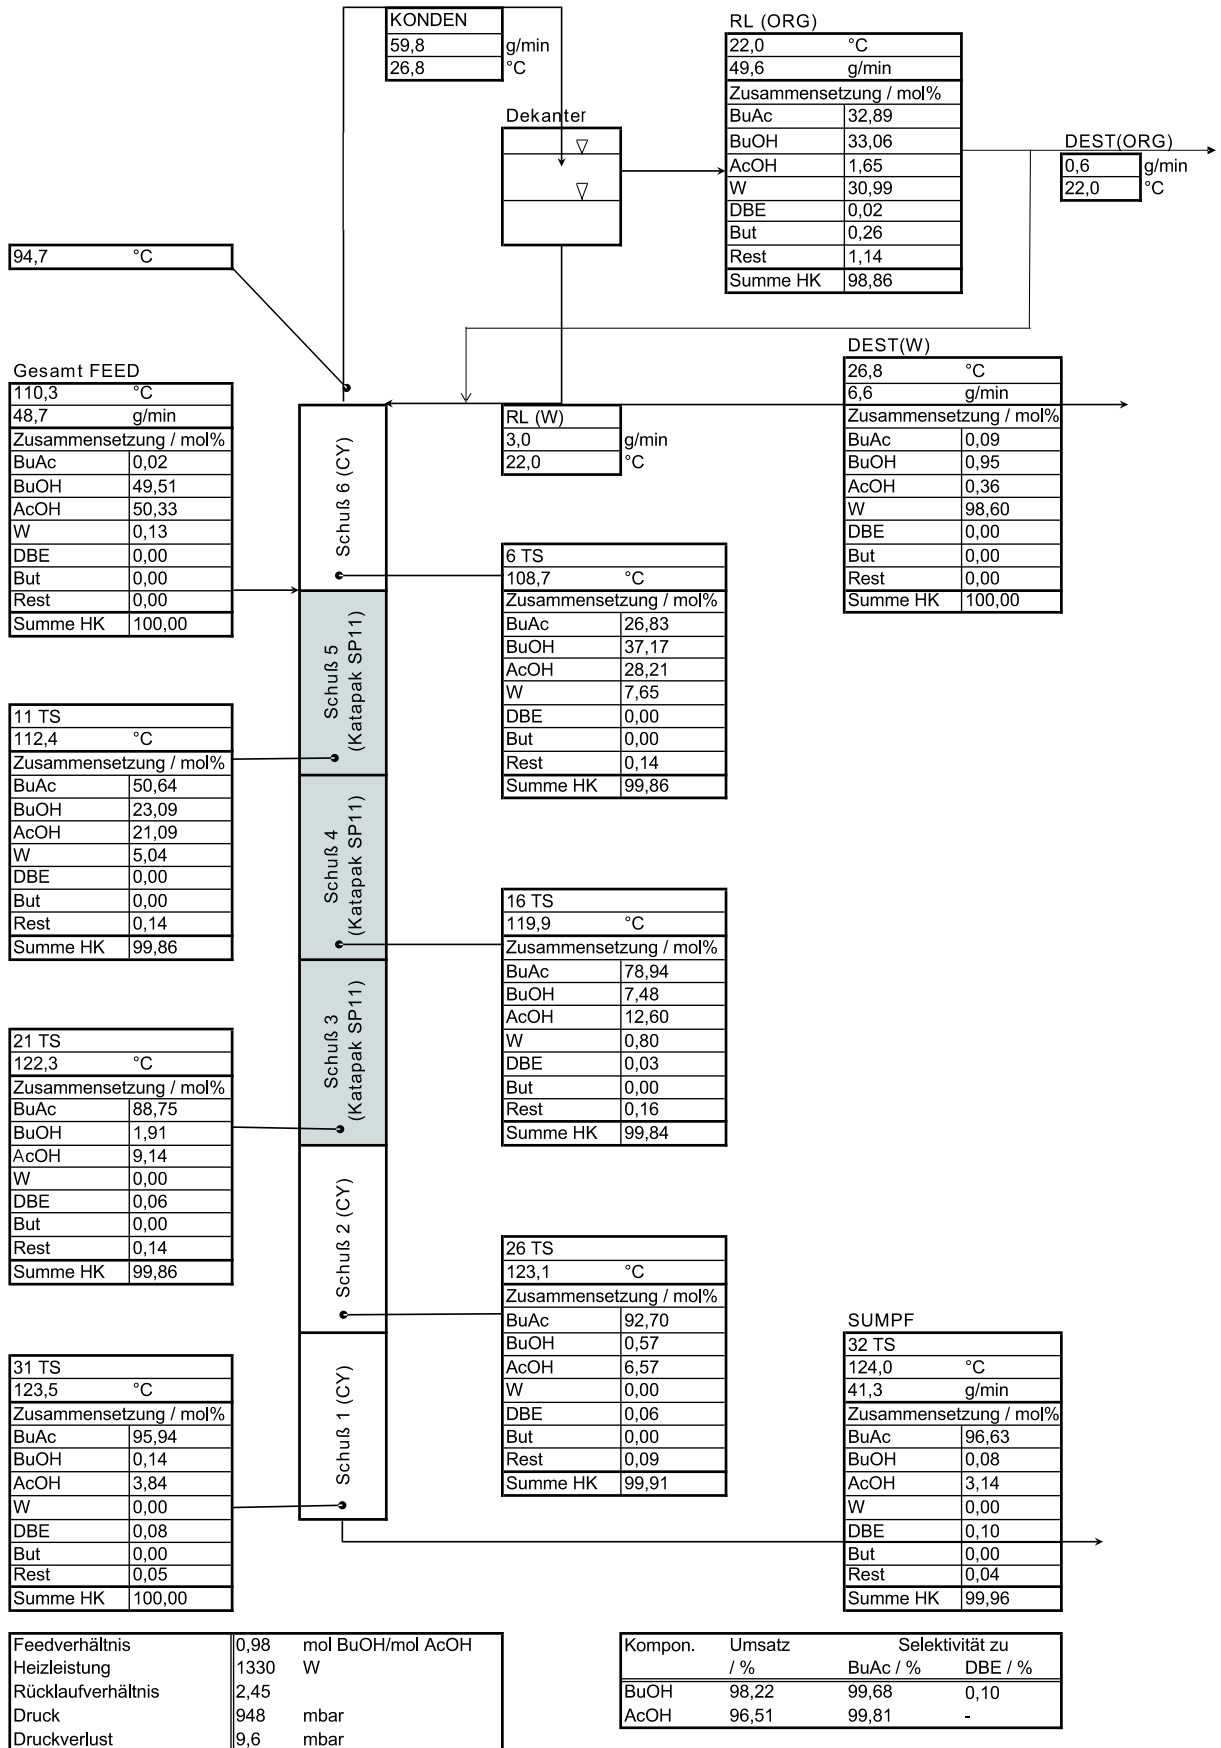 KONDEN
59,8 g/min
26,8 °C
RL (ORG)
22,0 °C
49,6 g/min
Zusammensetzung / mol%
BuAc 32,89
BuOH 33,06
AcOH 1,65
W 30,99
DBE 0,02
But 0,26
Rest 1,14
Summe HK 98,86
Dekanter
DEST(ORG)
0,6 g/min
22,0 °C
94,7 °C
Gesamt FEED
110,3 °C
48,7 g/min
Zusammensetzung / mol%
BuAc 0,02
BuOH 49,51
AcOH 50,33
W 0,13
DBE 0,00
But 0,00
Rest 0,00
Summe HK 100,00
DEST(W)
26,8 °C
6,6 g/min
Zusammensetzung / mol%
BuAc 0,09
BuOH 0,95
AcOH 0,36
W 98,60
DBE 0,00
But 0,00
Rest 0,00
Summe HK 100,00
RL (W)
3,0 g/min
22,0 °C
Schuß 6 (CY)
6 TS
108,7 °C
Zusammensetzung / mol%
BuAc 26,83
BuOH 37,17
AcOH 28,21
W 7,65
DBE 0,00
But 0,00
Rest 0,14
Summe HK 99,86
Schuß 5
(Katapak SP11)
11 TS
112,4 °C
Zusammensetzung / mol%
BuAc 50,64
BuOH 23,09
AcOH 21,09
W 5,04
DBE 0,00
But 0,00
Rest 0,14
Summe HK 99,86
Schuß 4
(Katapak SP11)
16 TS
119,9 °C
Zusammensetzung / mol%
BuAc 78,94
BuOH 7,48
AcOH 12,60
W 0,80
DBE 0,03
But 0,00
Rest 0,16
Summe HK 99,84
Schuß 3
(Katapak SP11)
21 TS
122,3 °C
Zusammensetzung / mol%
BuAc 88,75
BuOH 1,91
AcOH 9,14
W 0,00
DBE 0,06
But 0,00
Rest 0,14
Summe HK 99,86
Schuß 2 (CY)
26 TS
123,1 °C
Zusammensetzung / mol%
BuAc 92,70
BuOH 0,57
AcOH 6,57
W 0,00
DBE 0,06
But 0,00
Rest 0,09
Summe HK 99,91
Schuß 1 (CY)
31 TS
123,5 °C
Zusammensetzung / mol%
BuAc 95,94
BuOH 0,14
AcOH 3,84
W 0,00
DBE 0,08
But 0,00
Rest 0,05
Summe HK 100,00
SUMPF
32 TS
124,0 °C
41,3 g/min
Zusammensetzung / mol%
BuAc 96,63
BuOH 0,08
AcOH 3,14
W 0,00
DBE 0,10
But 0,00
Rest 0,04
Summe HK 99,96
Feedverhältnis 0,98 mol BuOH/mol AcOH
Heizleistung 1330 W
Rücklaufverhältnis 2,45
Druck 948 mbar
Druckverlust 9,6 mbar
Kompon. Umsatz Selektivität zu
/ % BuAc / % DBE / %
BuOH 98,22 99,68 0,10
AcOH 96,51 99,81 -